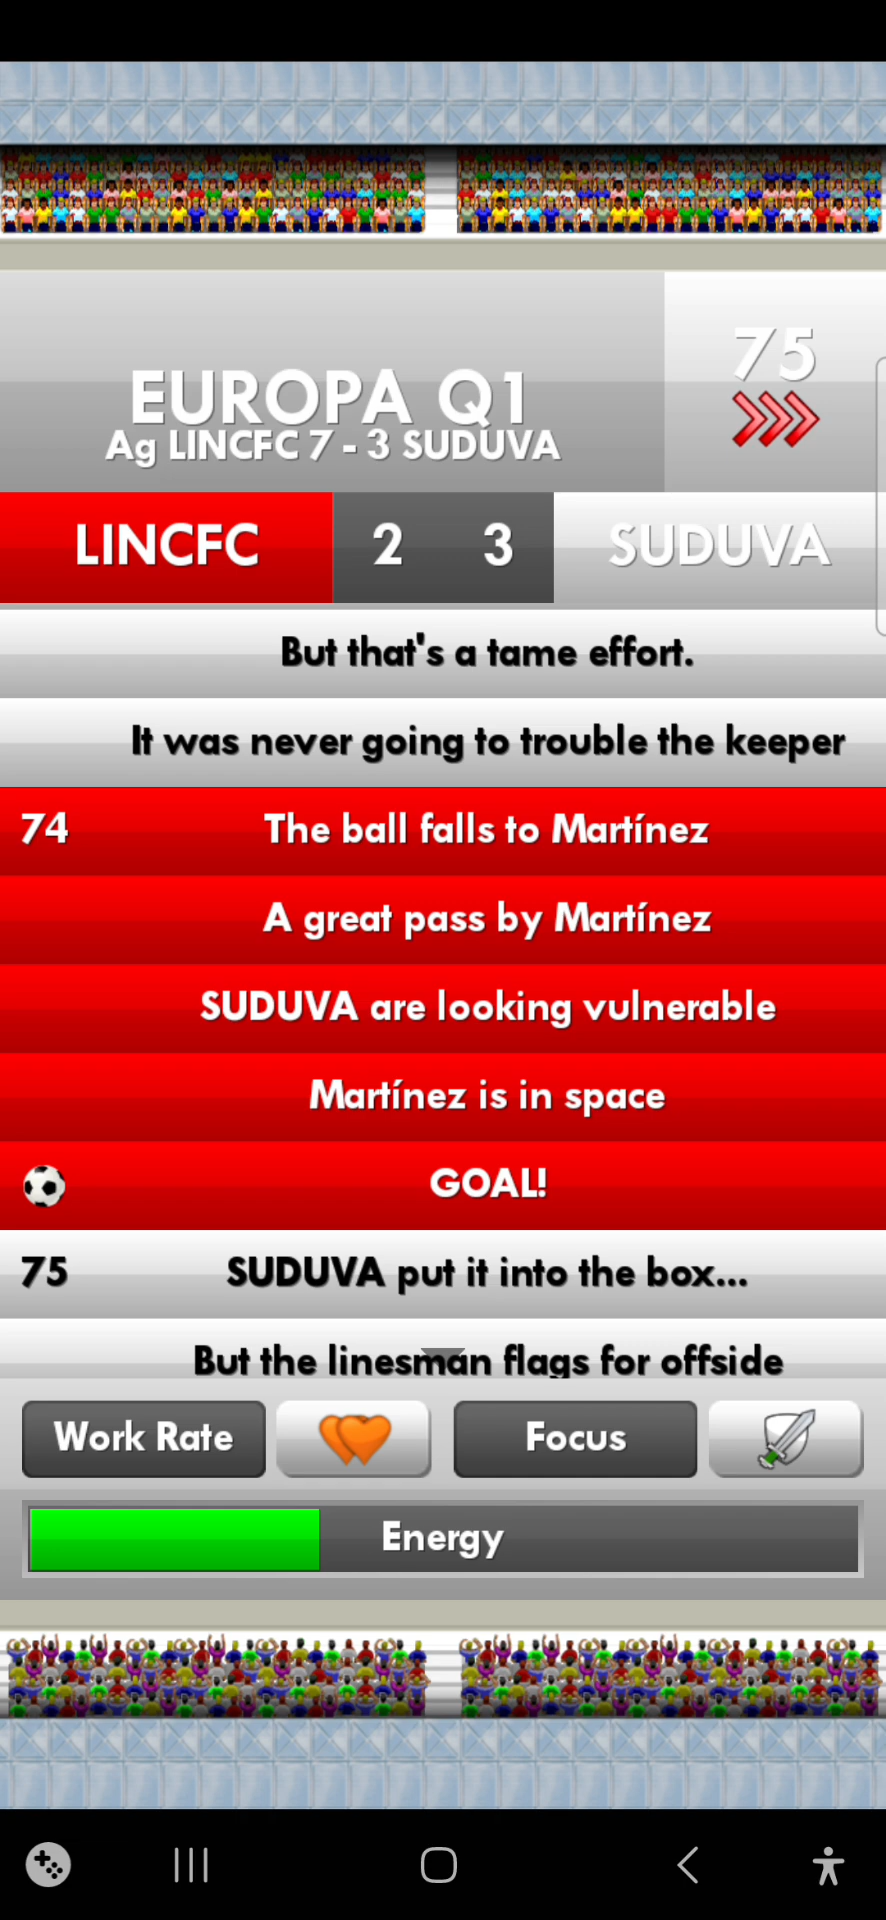 75
EUROPA Q1
Ag LINCFC 7 - 3 SUDUVA
LINCFC 2 3 SUDUVA
But that's a tame effort.
It was never going to trouble the keeper
74 The ball falls to Martínez
A great pass by Martínez
SUDUVA are looking vulnerable
Martínez is in space
GOAL!
75 SUDUVA put it into the box...
But the linesman flags for offside
Work Rate Focus
Energy